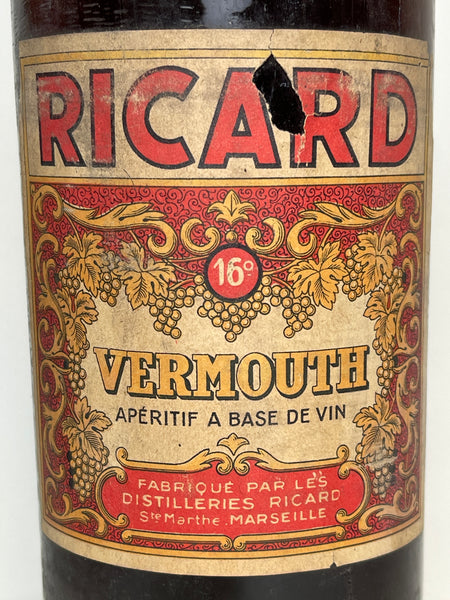 RICARD
16°
VERMOUTH
APÉRITIF A BASE DE VIN
FABRIQUÉ PAR LES
DISTILLERIES RICARD
Ste Marthe. MARSEILLE